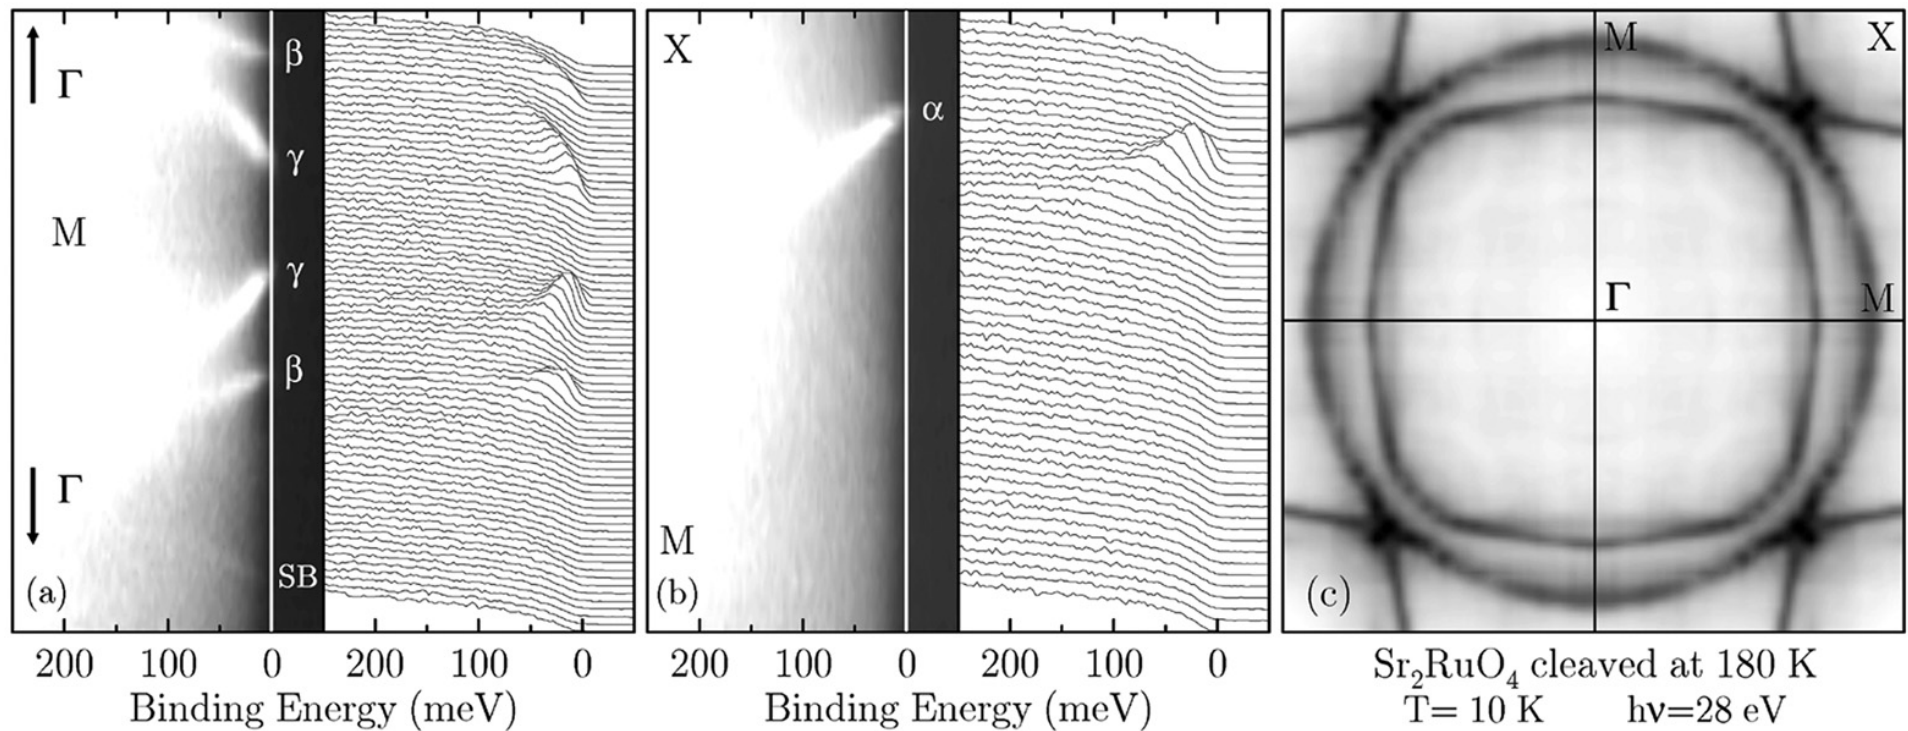 Γ
β
γ
M
γ
β
Γ
SB
(a)
200 100 0 200 100 0
Binding Energy (meV)
X
α
M
(b)
200 100 0 200 100 0
Binding Energy (meV)
M
X
Γ
M
(c)
Sr₂RuO₄ cleaved at 180 K
T= 10 K hν=28 eV